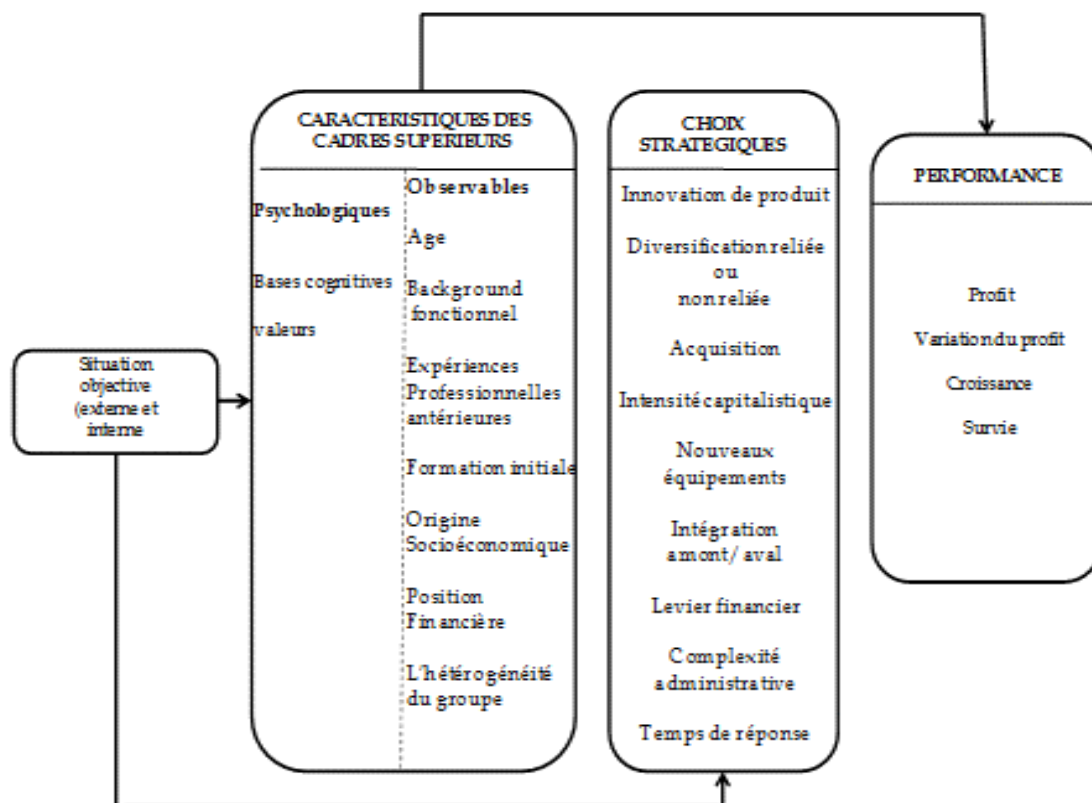 Situation
objective
(externe et
interne
CARACTERISTIQUES DES
CADRES SUPERIEURS
Psychologiques
Bases cognitives
valeurs
Observables
Age
Background
fonctionnel
Expériences
Professionnelles
antérieures
Formation initiale
Origine
Socioéconomique
Position
Financière
L'hétérogénéité
du groupe
CHOIX
STRATEGIQUES
Innovation de produit
Diversification reliée
ou
non reliée
Acquisition
Intensité capitalistique
Nouveaux
équipements
Intégration
amont/ aval
Levier financier
Complexité
administrative
Temps de réponse
PERFORMANCE
Profit
Variation du profit
Croissance
Survie